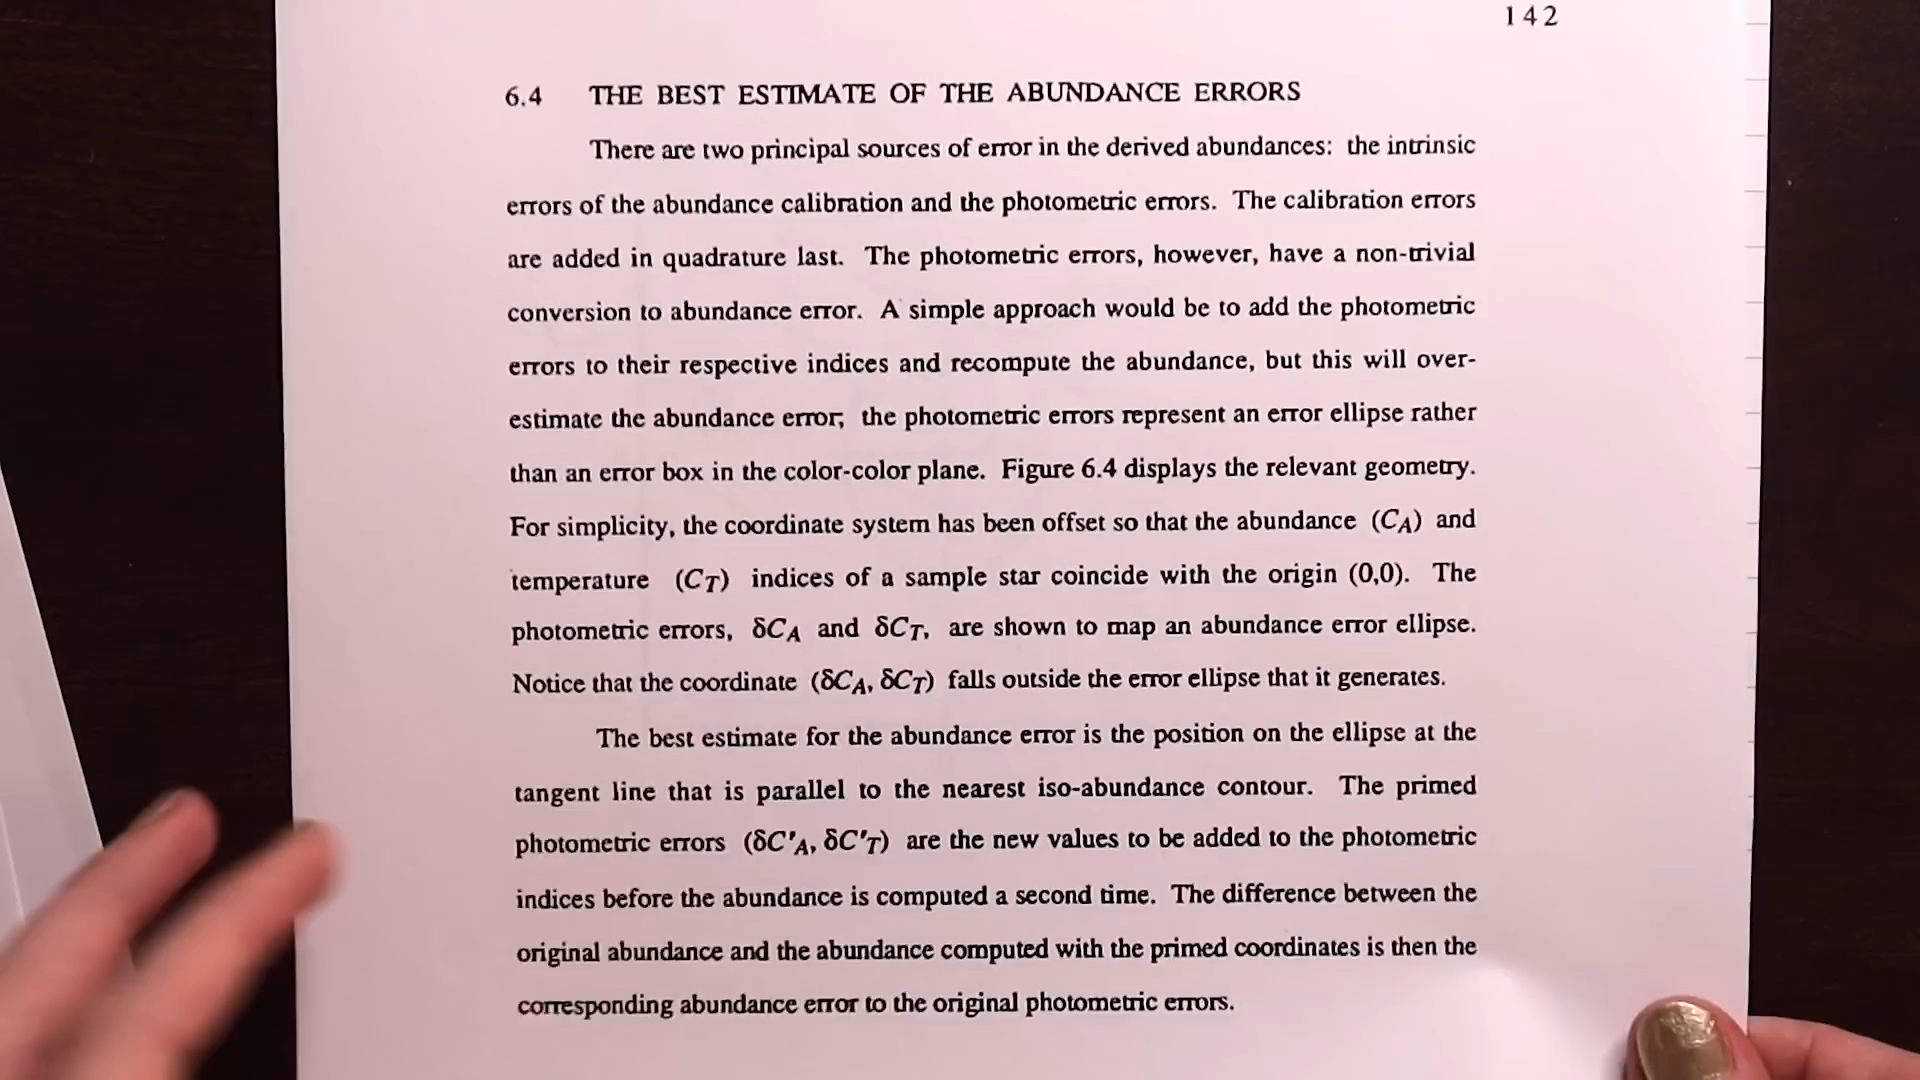 142
6.4 THE BEST ESTIMATE OF THE ABUNDANCE ERRORS
There are two principal sources of error in the derived abundances: the intrinsic
errors of the abundance calibration and the photometric errors. The calibration errors
are added in quadrature last. The photometric errors, however, have a non-trivial
conversion to abundance error. A simple approach would be to add the photometric
errors to their respective indices and recompute the abundance, but this will over-
estimate the abundance error; the photometric errors represent an error ellipse rather
than an error box in the color-color plane. Figure 6.4 displays the relevant geometry.
For simplicity, the coordinate system has been offset so that the abundance (CA) and
temperature (CT) indices of a sample star coincide with the origin (0,0). The
photometric errors, δCA and δCT, are shown to map an abundance error ellipse.
Notice that the coordinate (δCA, δCT) falls outside the error ellipse that it generates.
The best estimate for the abundance error is the position on the ellipse at the
tangent line that is parallel to the nearest iso-abundance contour. The primed
photometric errors (δC'A, δC'T) are the new values to be added to the photometric
indices before the abundance is computed a second time. The difference between the
original abundance and the abundance computed with the primed coordinates is then the
corresponding abundance error to the original photometric errors.